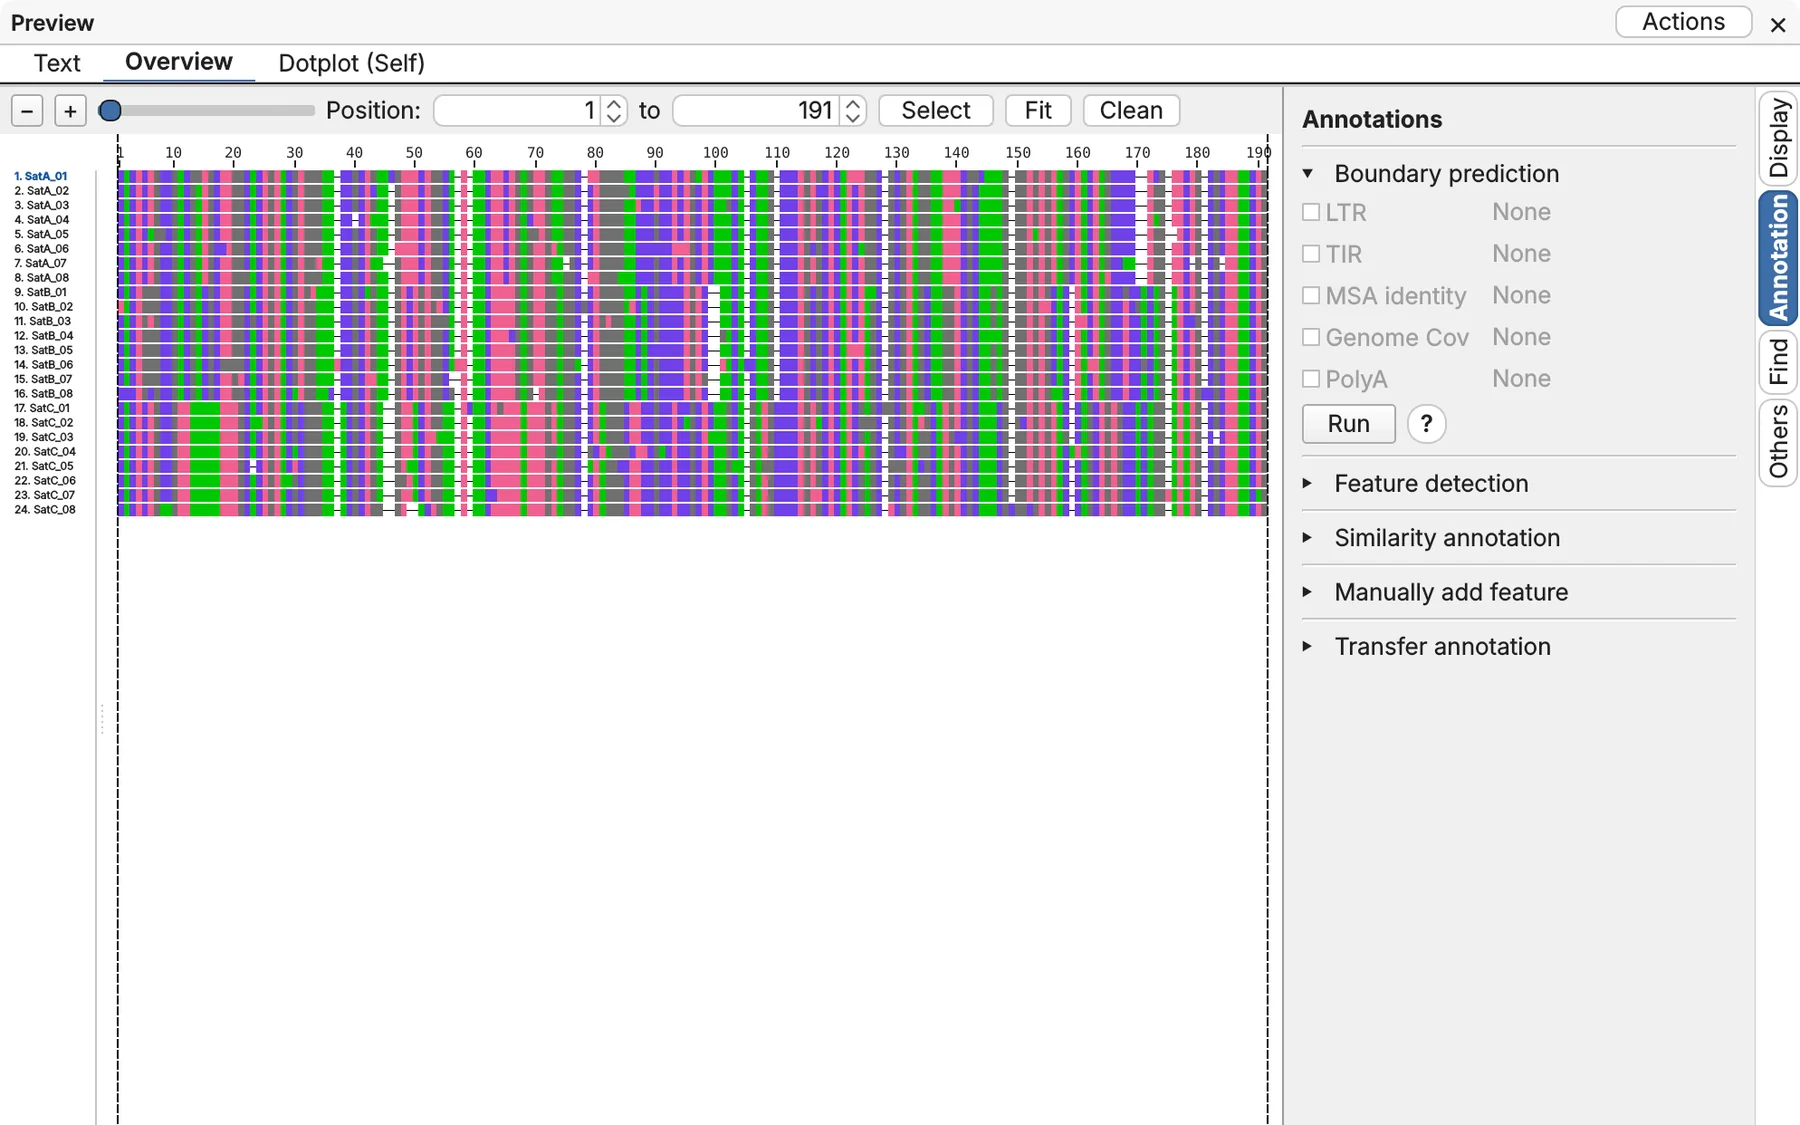 Preview
Actions
Text Overview Dotplot (Self)
Position: 1 to 191 Select Fit Clean
1 10 20 30 40 50 60 70 80 90 100 110 120 130 140 150 160 170 180 190
1. SatA_01
2. SatA_02
3. SatA_03
4. SatA_04
5. SatA_05
6. SatA_06
7. SatA_07
8. SatA_08
9. SatB_01
10. SatB_02
11. SatB_03
12. SatB_04
13. SatB_05
14. SatB_06
15. SatB_07
16. SatB_08
17. SatC_01
18. SatC_02
19. SatC_03
20. SatC_04
21. SatC_05
22. SatC_06
23. SatC_07
24. SatC_08
Annotations
Boundary prediction
LTR None
TIR None
MSA identity None
Genome Cov None
PolyA None
Run ?
Feature detection
Similarity annotation
Manually add feature
Transfer annotation
Display
Annotation
Find
Others